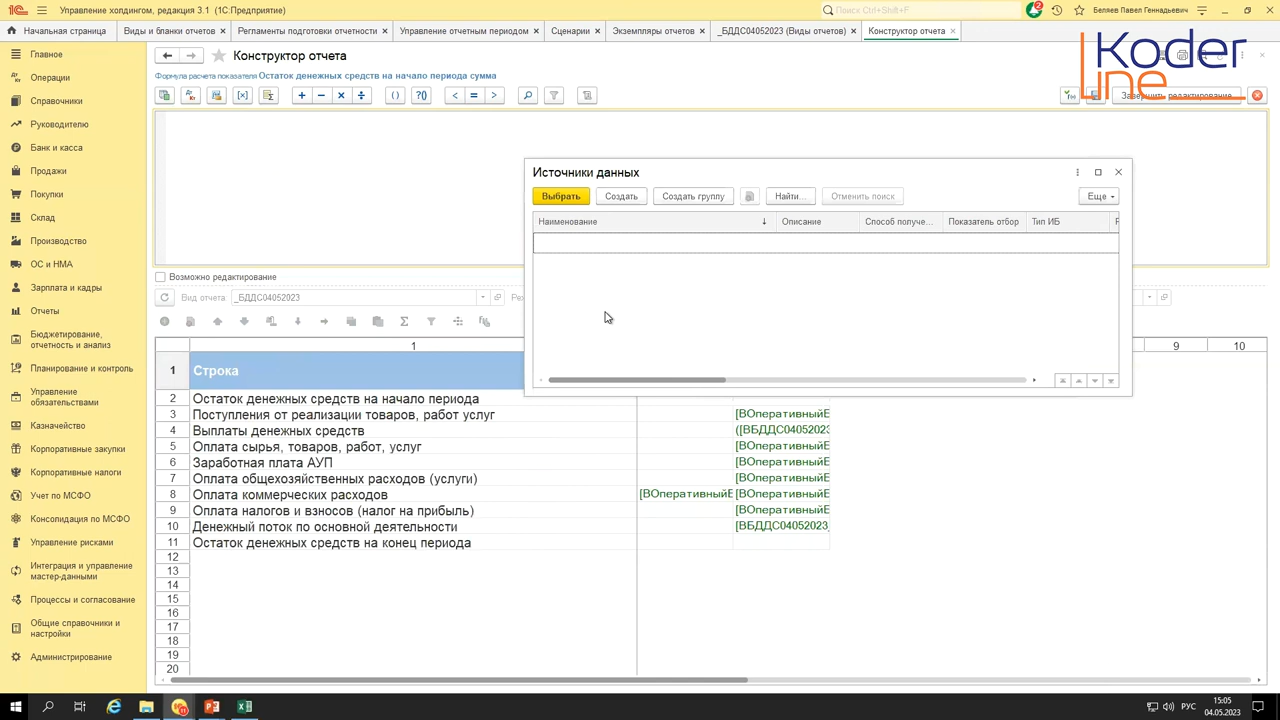 Управление холдингом, редакция 3.1 (1С:Предприятие)
Поиск Ctrl+Shift+F
2
Беляев Павел Геннадьевич
Начальная страница
Виды и бланки отчетов ×
Регламенты подготовки отчетности ×
Управление отчетным периодом ×
Сценарии ×
Экземпляры отчетов ×
_БДДС04052023 (Виды отчетов) ×
Конструктор отчета ×
Koder
line
Главное
Операции
Справочники
Руководителю
Банк и касса
Продажи
Покупки
Склад
Производство
ОС и НМА
Зарплата и кадры
Отчеты
Бюджетирование,
отчетность и анализ
Планирование и контроль
Управление
обязательствами
Казначейство
Корпоративные закупки
Корпоративные налоги
Учет по МСФО
Консолидация по МСФО
Управление рисками
Интеграция и управление
мастер-данными
Процессы и согласование
Общие справочники и
настройки
Администрирование
Конструктор отчета
Формула расчета показателя Остаток денежных средств на начало периода сумма
Завершить редактирование
Источники данных
Выбрать
Создать
Создать группу
Найти...
Отменить поиск
Еще
Наименование ↓ Описание Способ получе... Показатель отбор Тип ИБ
Возможно редактирование
Вид отчета: _БДДС04052023
1 9 10
1 Строка
2 Остаток денежных средств на начало периода
3 Поступления от реализации товаров, работ услуг [ВОперативныйБ
4 Выплаты денежных средств ([ВБДДС04052023
5 Оплата сырья, товаров, работ, услуг [ВОперативныйБ
6 Заработная плата АУП [ВОперативныйБ
7 Оплата общехозяйственных расходов (услуги) [ВОперативныйБ
8 Оплата коммерческих расходов [ВОперативныйБ [ВОперативныйБ
9 Оплата налогов и взносов (налог на прибыль) [ВОперативныйБ
10 Денежный поток по основной деятельности [ВБДДС04052023_
11 Остаток денежных средств на конец периода
12
13
14
15
16
17
18
19
20
РУС
15:05
04.05.2023